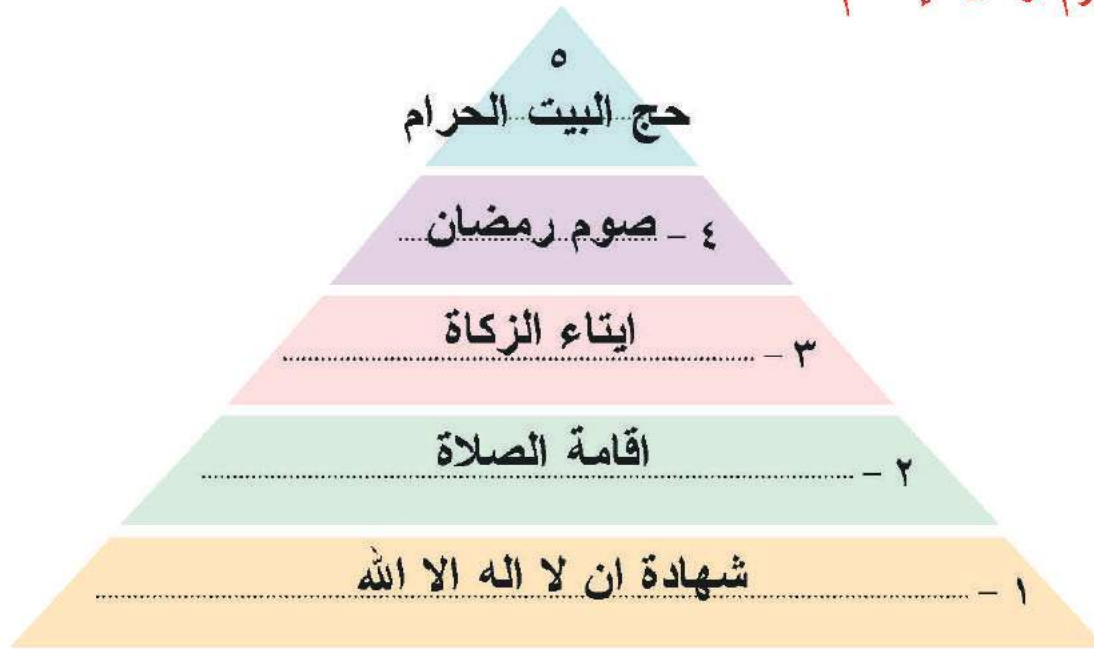 ٥
حج البيت الحرام
٤ - صوم رمضان
٣ - ايتاء الزكاة
٢ - اقامة الصلاة
١ - شهادة ان لا اله الا الله